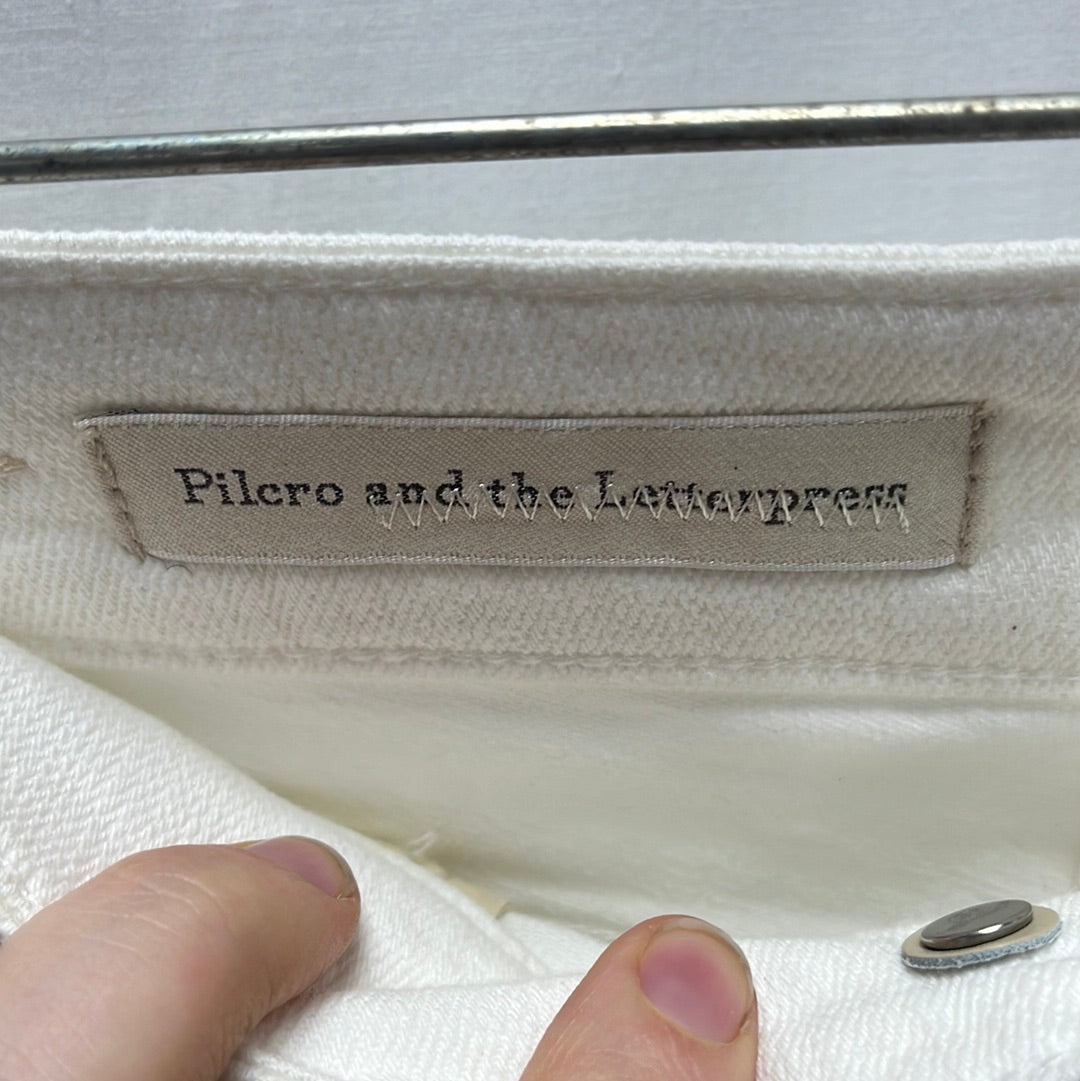 Pilcro and the Letterpress